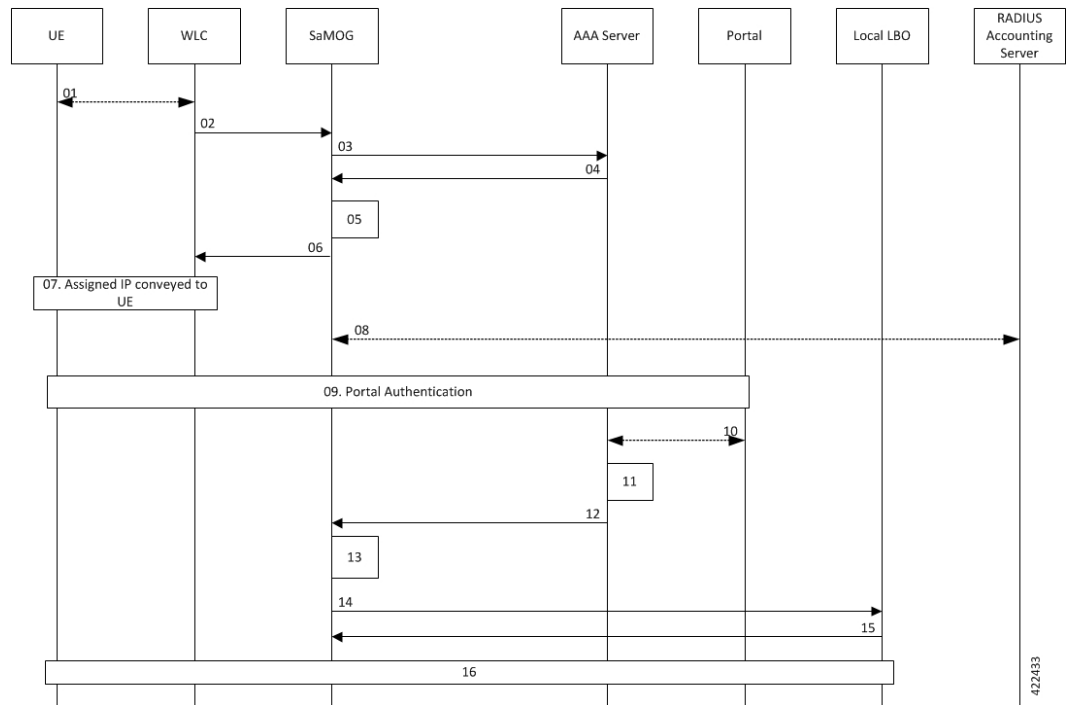 UE
WLC
SaMOG
AAA Server
Portal
Local LBO
RADIUS
Accounting
Server
01
02
03
04
05
06
07. Assigned IP conveyed to
UE
08
09. Portal Authentication
10
11
12
13
14
15
16
422433